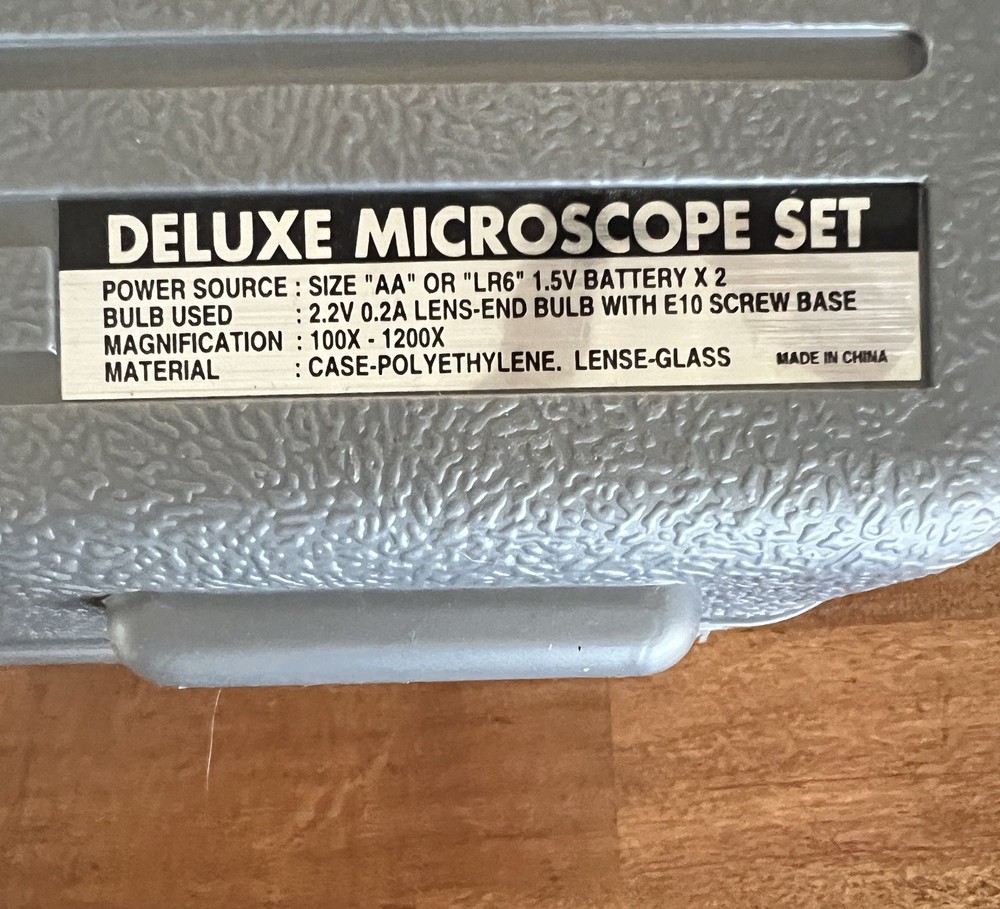 DELUXE MICROSCOPE SET
POWER SOURCE : SIZE "AA" OR "LR6" 1.5V BATTERY X 2
BULB USED : 2.2V 0.2A LENS-END BULB WITH E10 SCREW BASE
MAGNIFICATION : 100X - 1200X
MATERIAL : CASE-POLYETHYLENE. LENSE-GLASS MADE IN CHINA